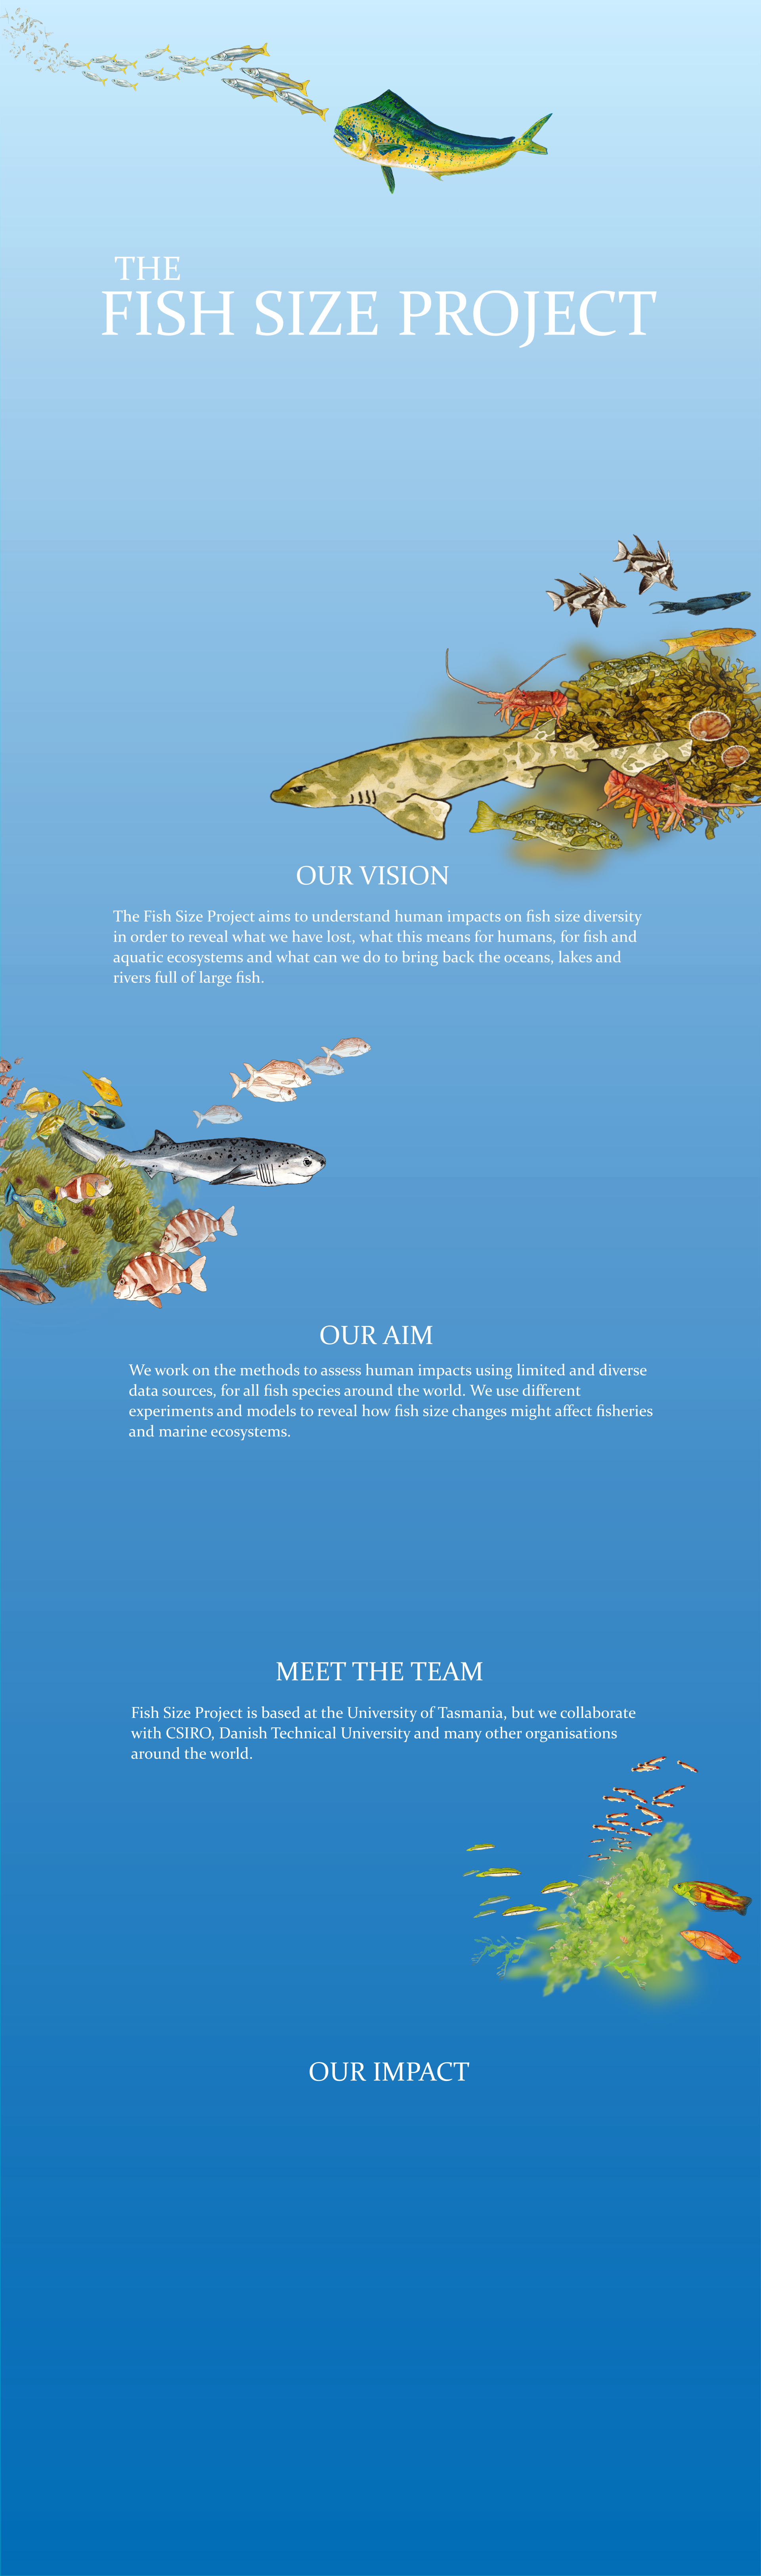 THE
FISH SIZE PROJECT
OUR VISION
The Fish Size Project aims to understand human impacts on fish size diversity
in order to reveal what we have lost, what this means for humans, for fish and
aquatic ecosystems and what can we do to bring back the oceans, lakes and
rivers full of large fish.
OUR AIM
We work on the methods to assess human impacts using limited and diverse
data sources, for all fish species around the world. We use different
experiments and models to reveal how fish size changes might affect fisheries
and marine ecosystems.
MEET THE TEAM
Fish Size Project is based at the University of Tasmania, but we collaborate
with CSIRO, Danish Technical University and many other organisations
around the world.
OUR IMPACT